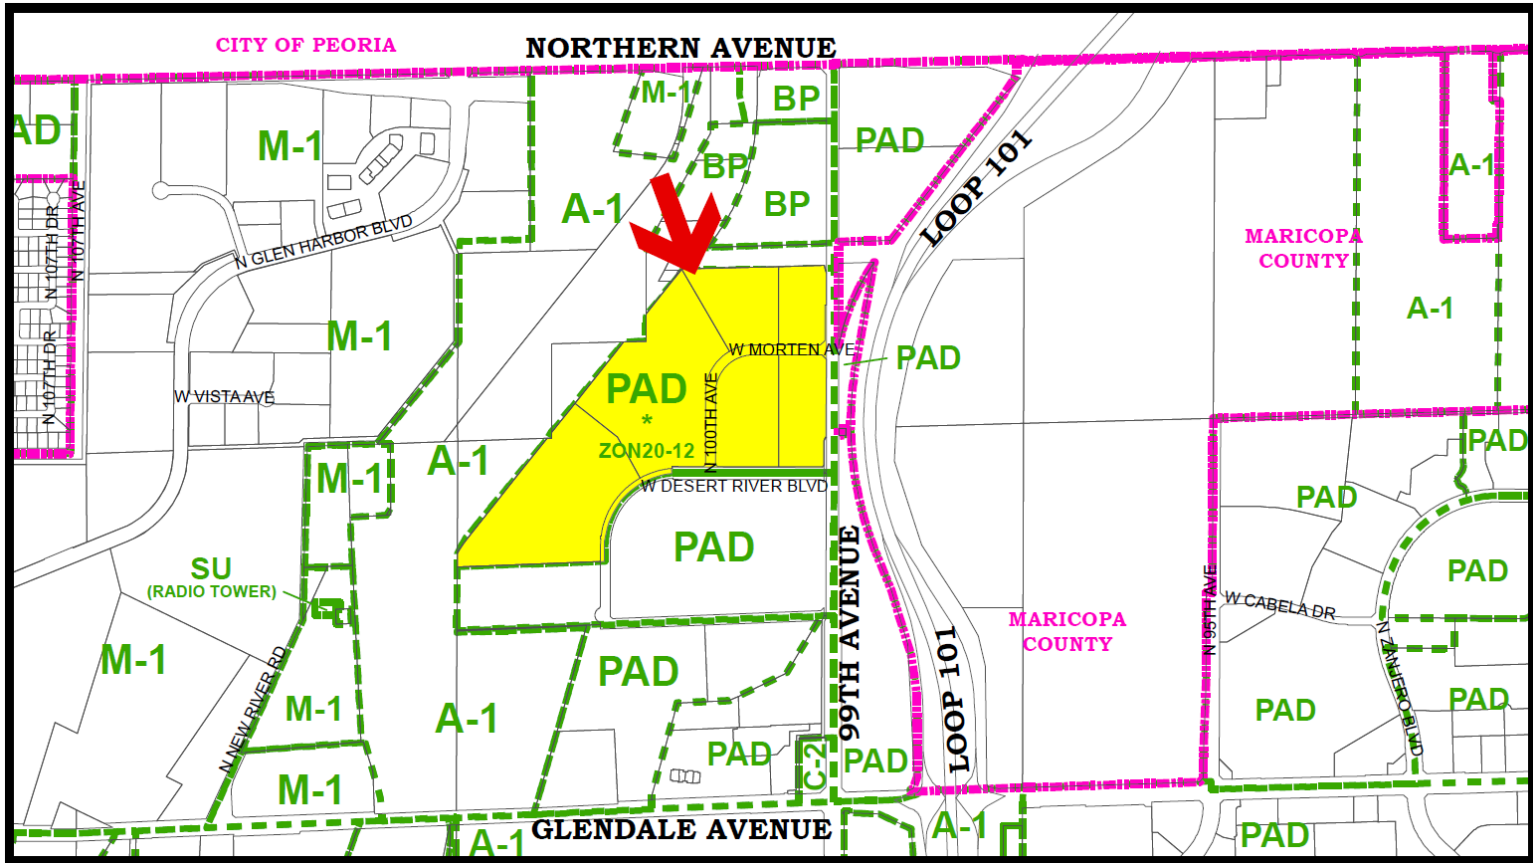 CITY OF PEORIA
NORTHERN AVENUE
AD
M-1
M-1
BP
PAD
BP
A-1
A-1
BP
LOOP 101
N 107TH DR
N 107TH AVE
N GLEN HARBOR BLVD
MARICOPA
COUNTY
A-1
M-1
W MORTEN AVE
PAD
N 107TH DR
W VISTA AVE
PAD
*
ZON20-12
N 100TH AVE
A-1
M-1
W DESERT RIVER BLVD
PAD
PAD
PAD
SU
(RADIO TOWER)
PAD
99TH AVENUE
N 95TH AVE
W CABELA DR
MARICOPA
COUNTY
N ZANJERO BLVD
M-1
N NEW RIVER RD
PAD
LOOP 101
M-1
A-1
PAD
PAD
PAD
C-2
PAD
M-1
GLENDALE AVENUE
A-1
A-1
PAD